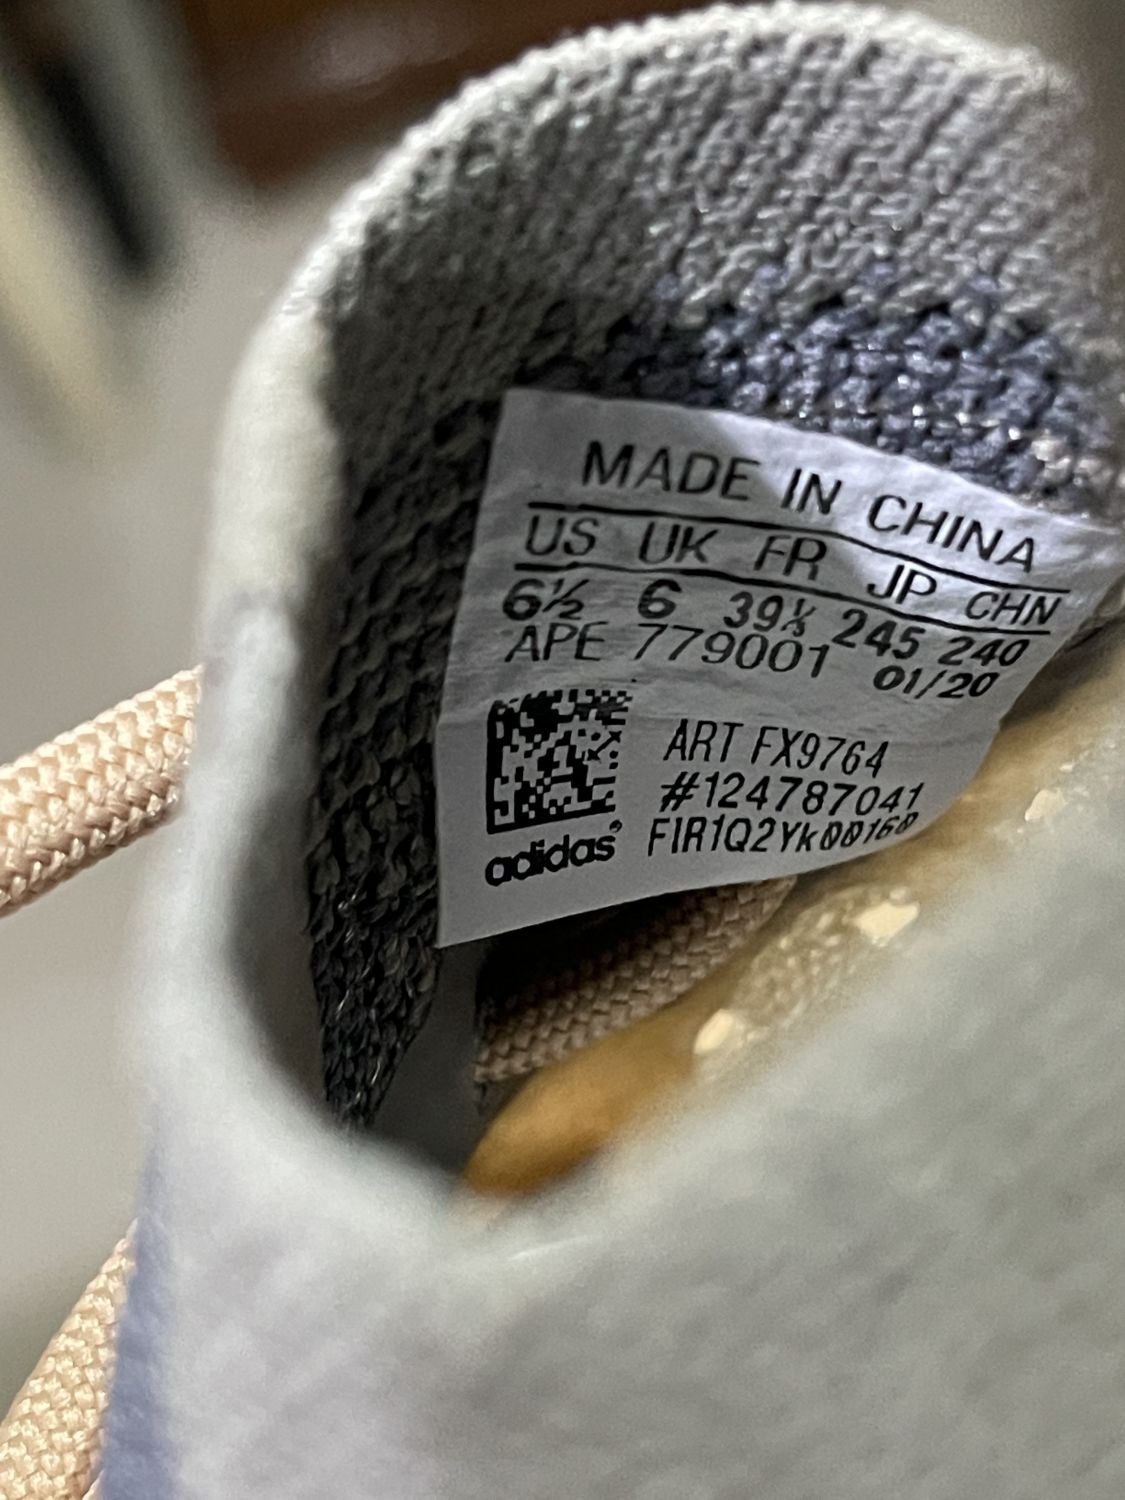 MADE IN CHINA
US UK FR JP CHN
6½ 6 39⅓ 245 240
APE 779001 01/20
ART FX9764
#124787041
FIR1Q2Yk00160
adidas®